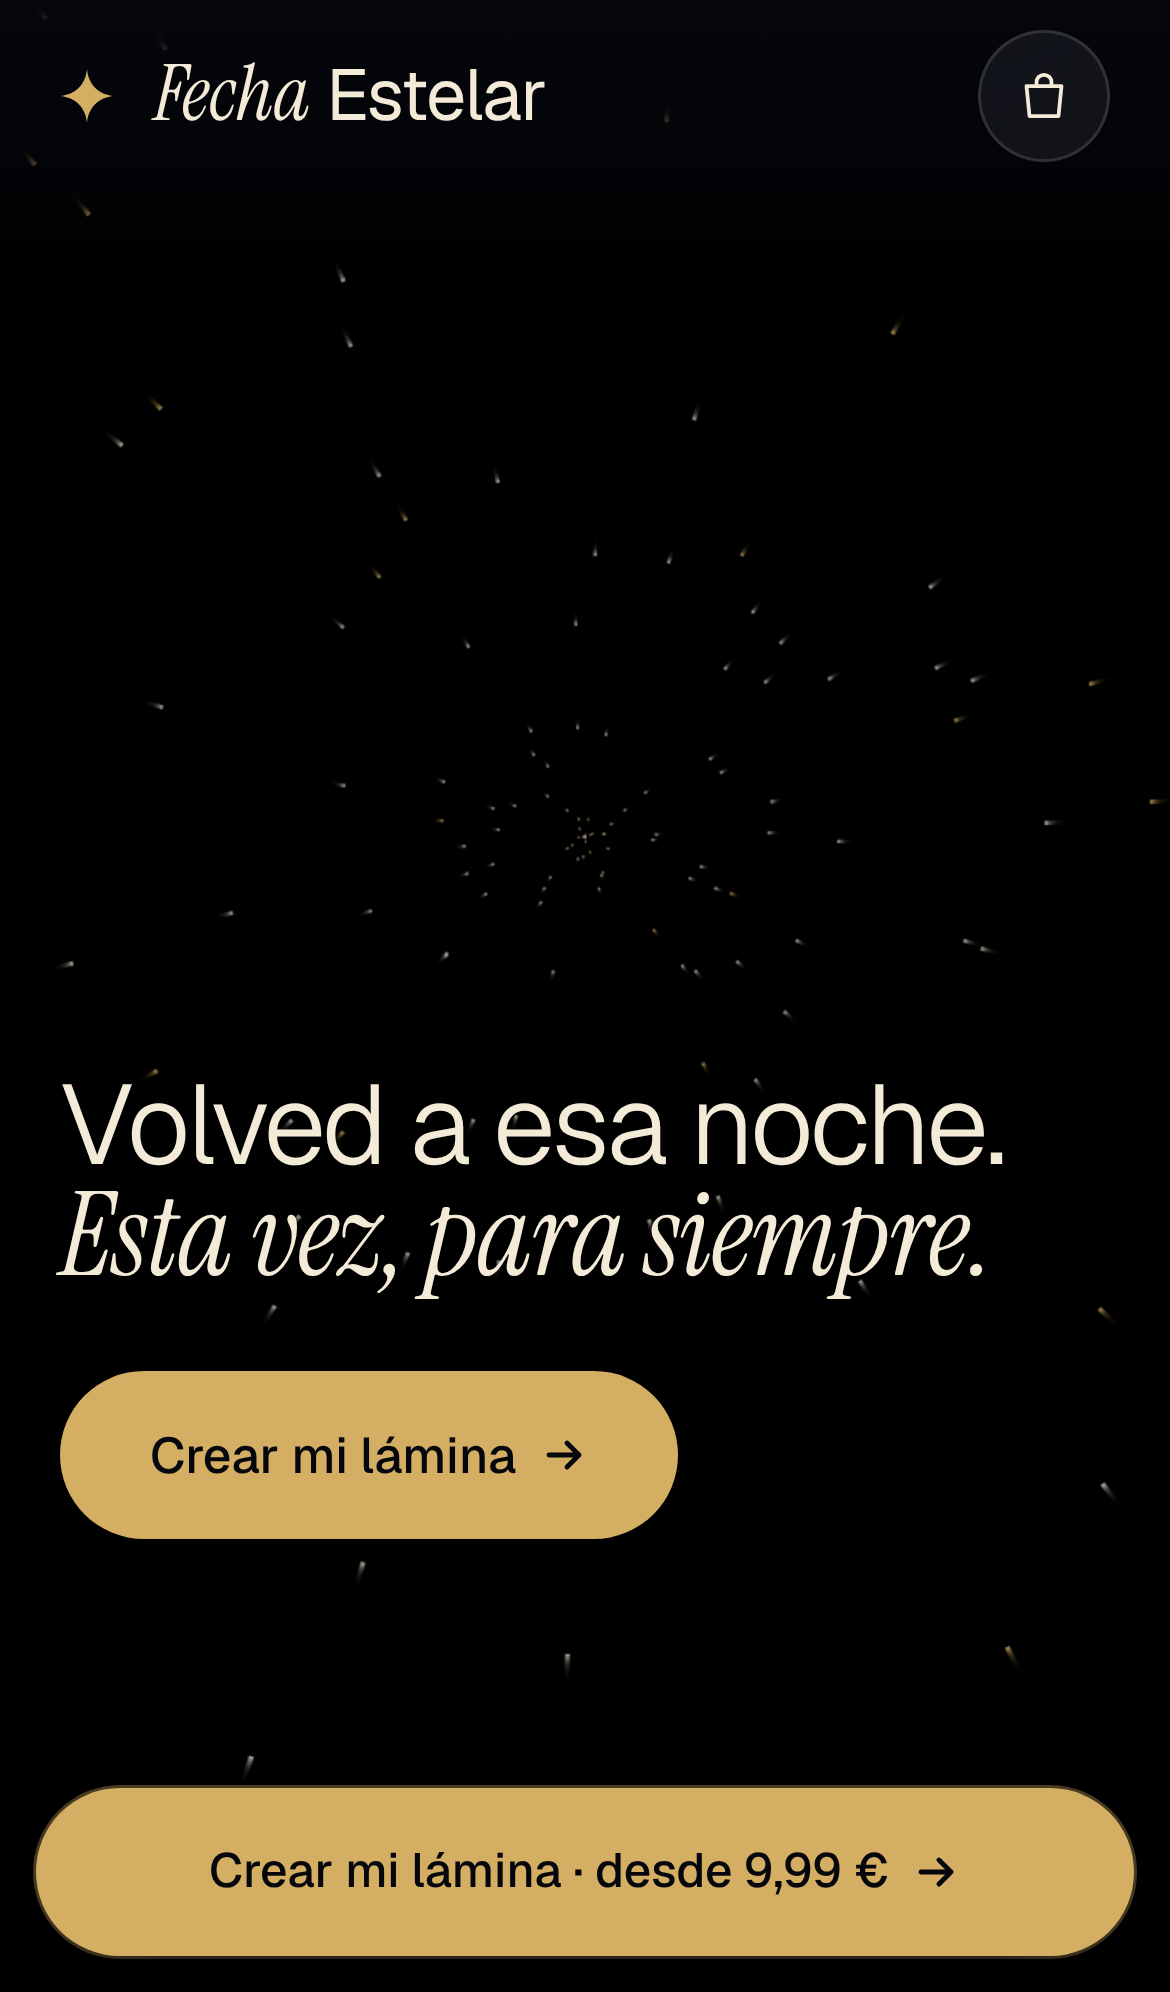 Fecha Estelar
Volved a esa noche.
Esta vez, para siempre.
Crear mi lámina →
Crear mi lámina · desde 9,99 € →